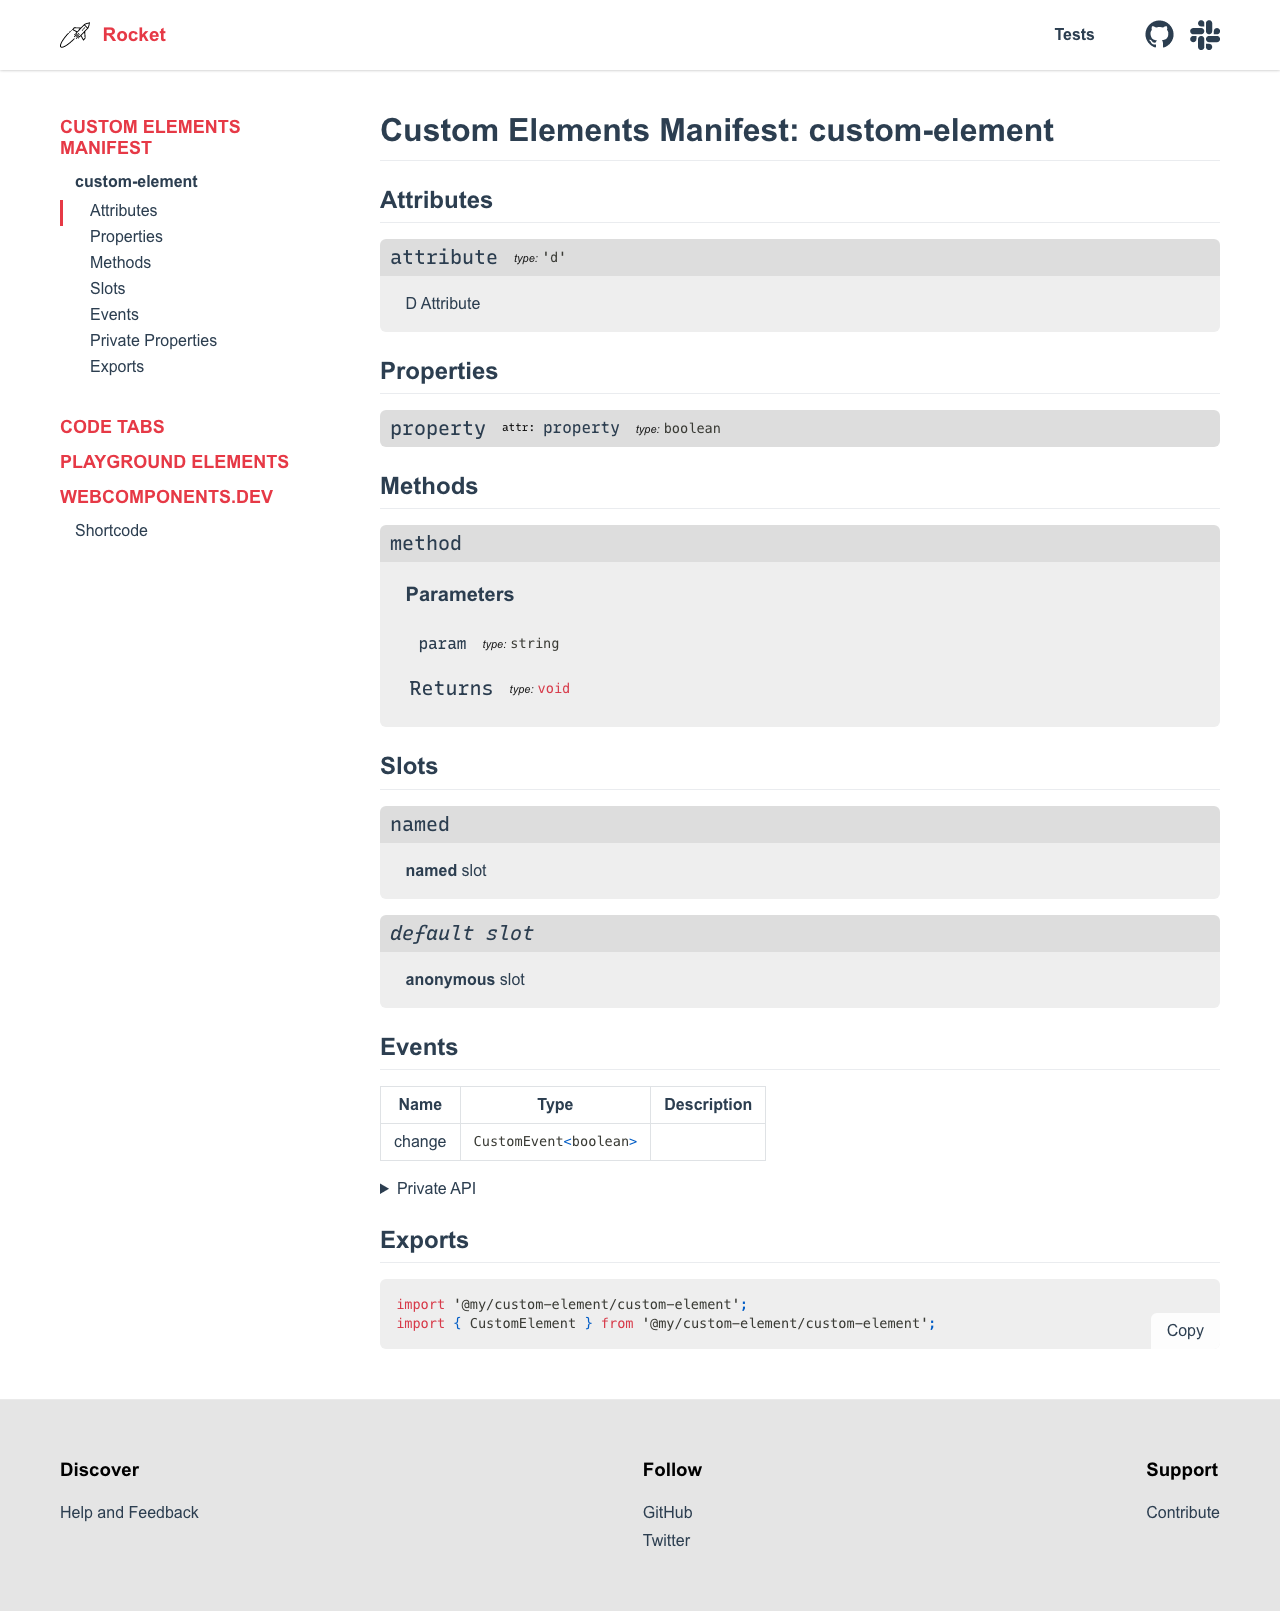 Rocket
Tests
CUSTOM ELEMENTS
MANIFEST
custom-element
Attributes
Properties
Methods
Slots
Events
Private Properties
Exports
CODE TABS
PLAYGROUND ELEMENTS
WEBCOMPONENTS.DEV
Shortcode
Custom Elements Manifest: custom-element
Attributes
attribute type: 'd'
D Attribute
Properties
property attr: property type: boolean
Methods
method
Parameters
param type: string
Returns type: void
Slots
named
named slot
default slot
anonymous slot
Events
Name Type Description
change CustomEvent<boolean>
Private API
Exports
import '@my/custom-element/custom-element';
import { CustomElement } from '@my/custom-element/custom-element';
Copy
Discover
Help and Feedback
Follow
GitHub
Twitter
Support
Contribute